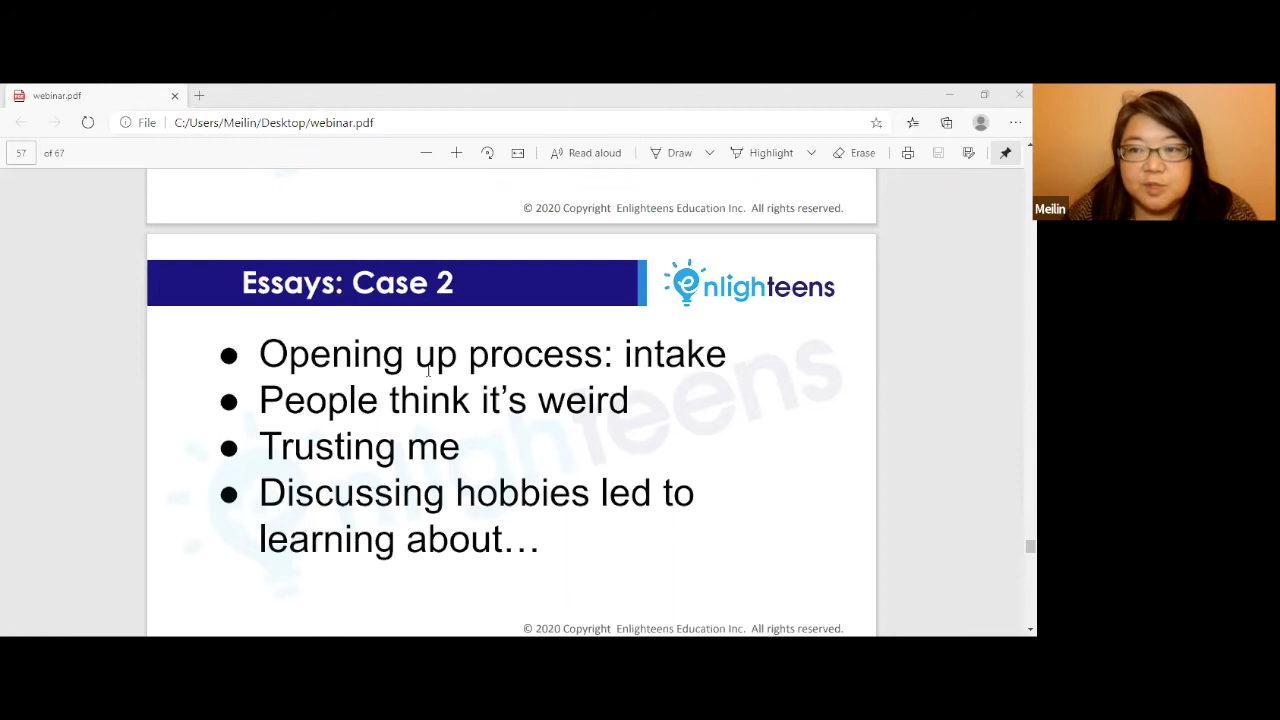 webinar.pdf
File
C:/Users/Meilin/Desktop/webinar.pdf
57 of 67
Read aloud
Draw
Highlight
Erase
Meilin
© 2020 Copyright Enlighteens Education Inc. All rights reserved.
Essays: Case 2
enlighteens
● Opening up process: intake
● People think it's weird
● Trusting me
● Discussing hobbies led to
learning about…
enlighteens
© 2020 Copyright Enlighteens Education Inc. All rights reserved.